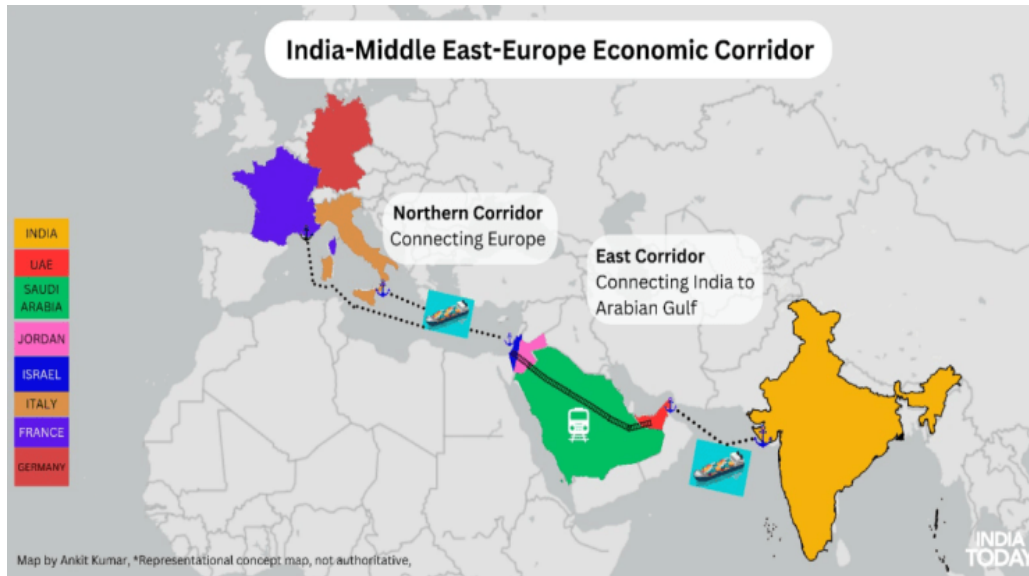 India-Middle East-Europe Economic Corridor
Northern Corridor
Connecting Europe
East Corridor
Connecting India to
Arabian Gulf
INDIA
UAE
SAUDI
ARABIA
JORDAN
ISRAEL
ITALY
FRANCE
GERMANY
Map by Ankit Kumar, *Representational concept map, not authoritative,
INDIA
TODAY